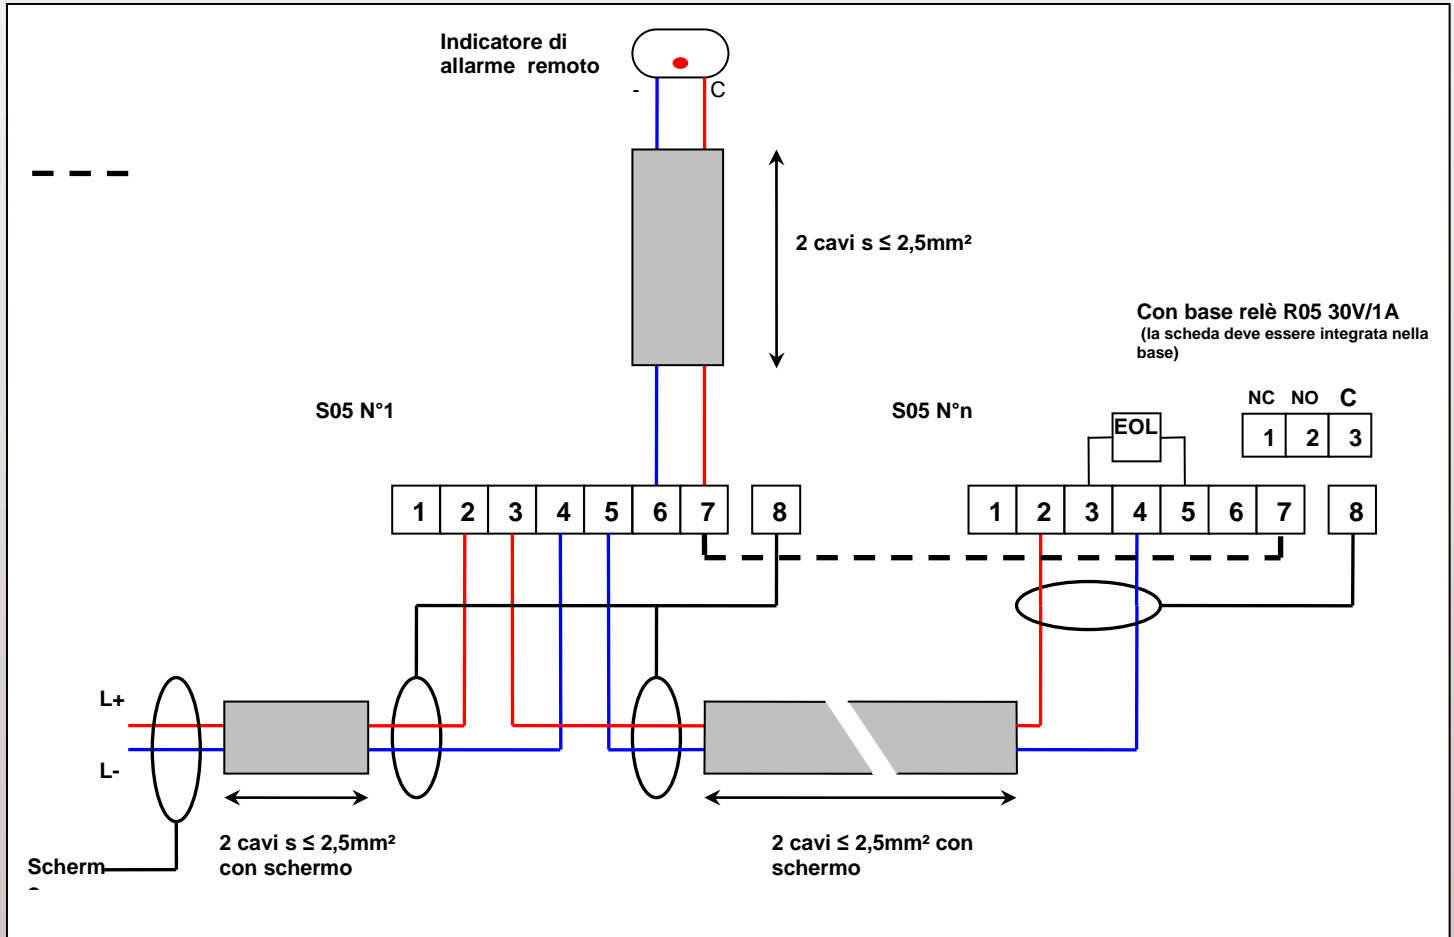 Indicatore di
allarme remoto
- C
2 cavi s ≤ 2,5mm²
Con base relè R05 30V/1A
(la scheda deve essere integrata nella
base)
S05 N°1
S05 N°n
NC NO C
1 2 3
EOL
1 2 3 4 5 6 7 8
1 2 3 4 5 6 7 8
L+
L-
2 cavi s ≤ 2,5mm²
con schermo
2 cavi ≤ 2,5mm² con
schermo
Scherm